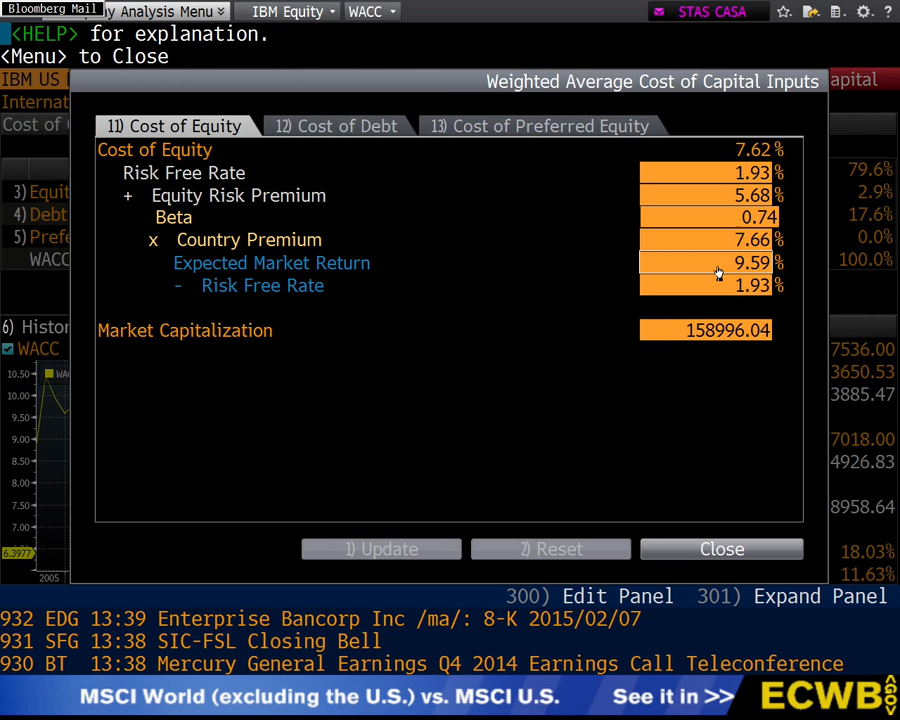 Bloomberg Mail
y Analysis Menu IBM Equity WACC STAS CASA ?
<HELP> for explanation.
<Menu> to Close
IBM US Weighted Average Cost of Capital Inputs apital
Internat
Cost of
11) Cost of Equity 12) Cost of Debt 13) Cost of Preferred Equity
Cost of Equity 7.62 %
Risk Free Rate 1.93 %
+ Equity Risk Premium 5.68 %
Beta 0.74
x Country Premium 7.66 %
Expected Market Return 9.59 %
- Risk Free Rate 1.93 %
Market Capitalization 158996.04
3) Equit 79.6%
2.9%
4) Debt 17.6%
5) Prefe 0.0%
WACC 100.0%
6) Histor
WACC 7536.00
3650.53
3885.47
7018.00
4926.83
8958.64
18.03%
11.63%
WA
10.50
10.00
9.50
9.00
8.50
8.00
7.50
7.00
6.3977
2005
1) Update 2) Reset Close
300) Edit Panel 301) Expand Panel
932 EDG 13:39 Enterprise Bancorp Inc /ma/: 8-K 2015/02/07
931 SFG 13:38 SIC-FSL Closing Bell
930 BT 13:38 Mercury General Earnings Q4 2014 Earnings Call Teleconference
MSCI World (excluding the U.S.) vs. MSCI U.S. See it in >> ECWB